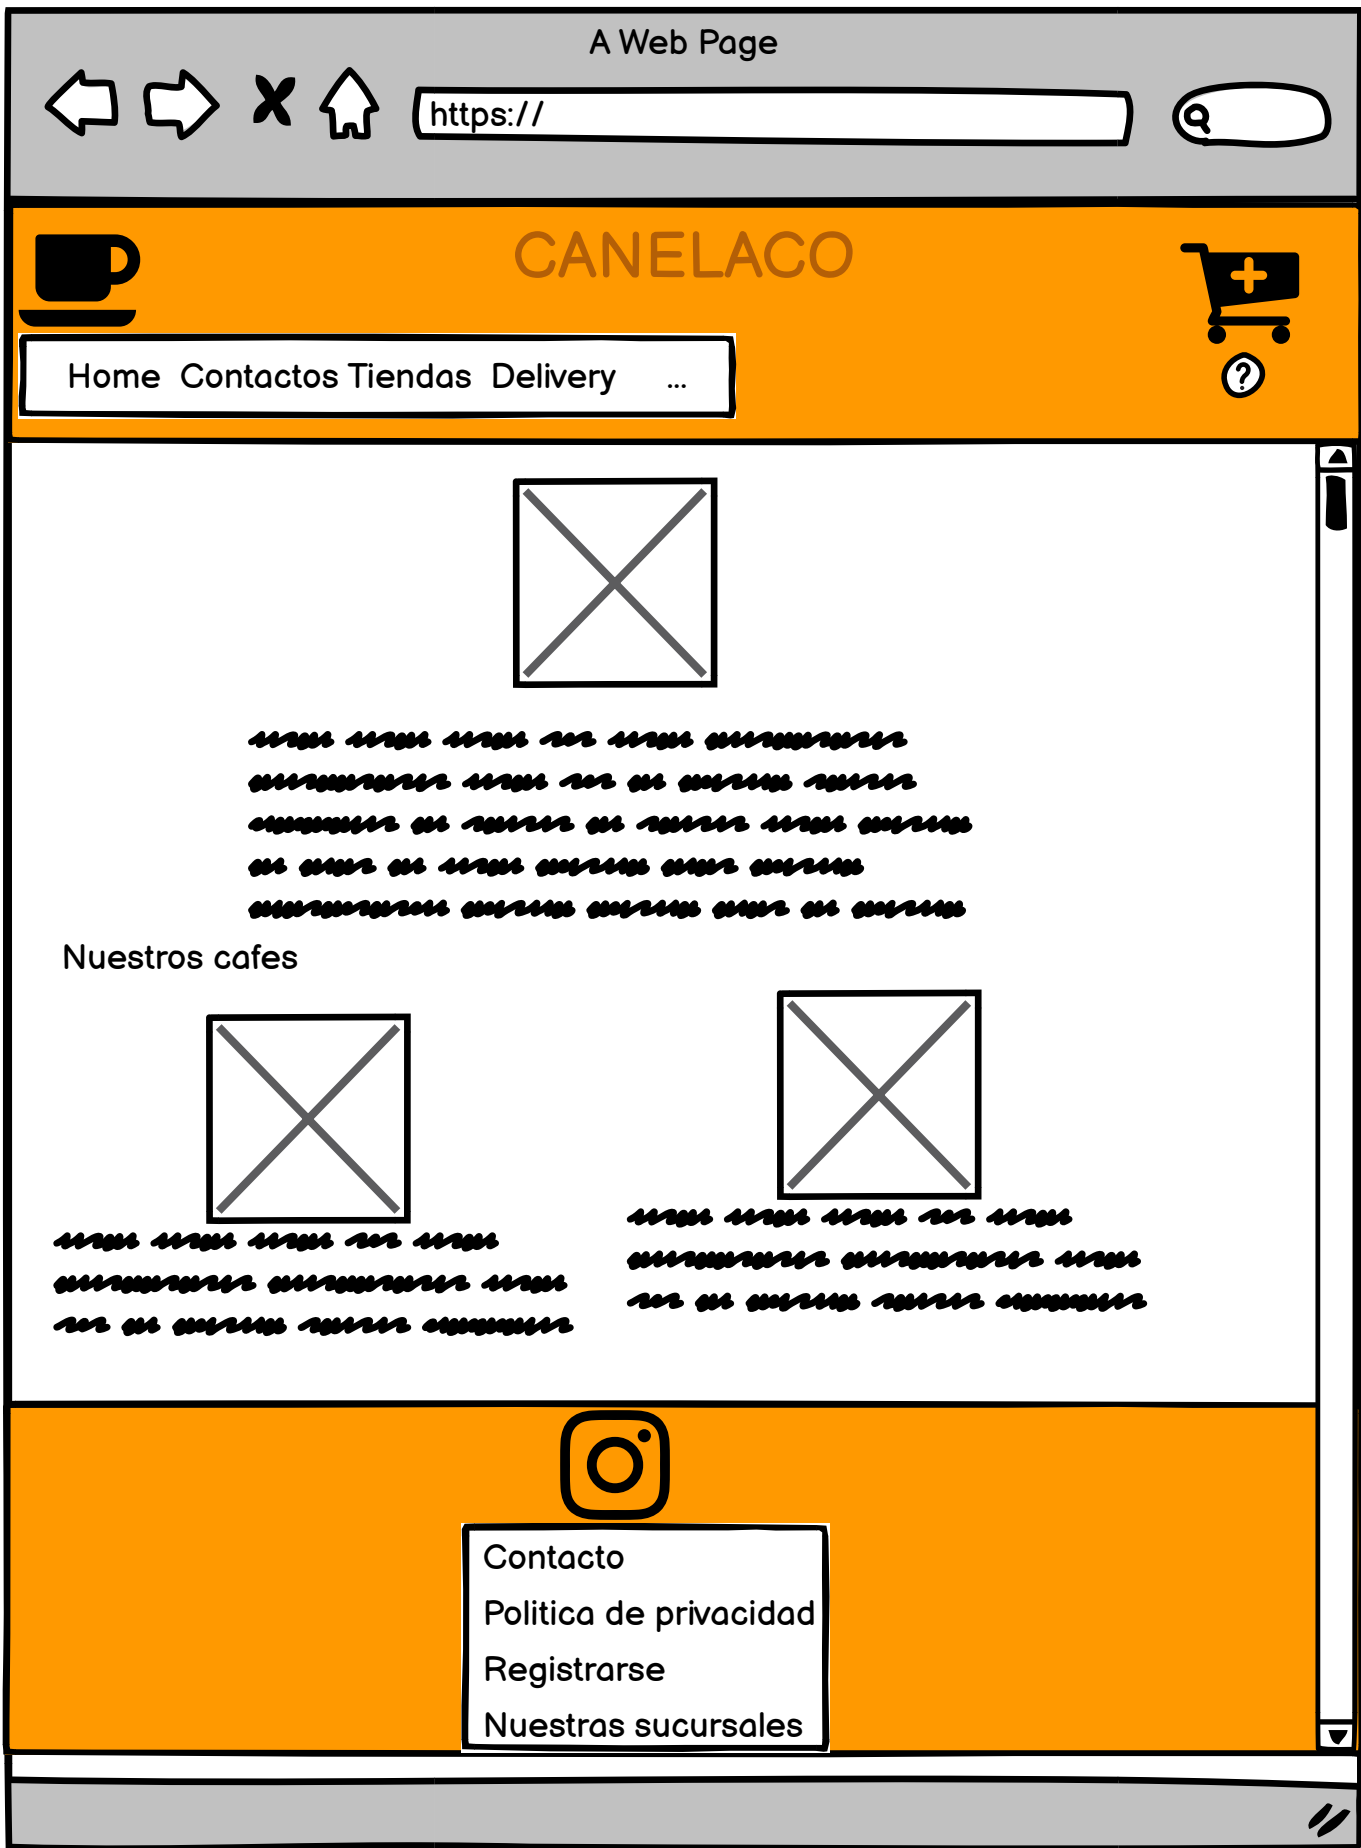 A Web Page
https://
CANELACO
Home Contactos Tiendas Delivery ...
?
Nuestros cafes
Contacto
Politica de privacidad
Registrarse
Nuestras sucursales